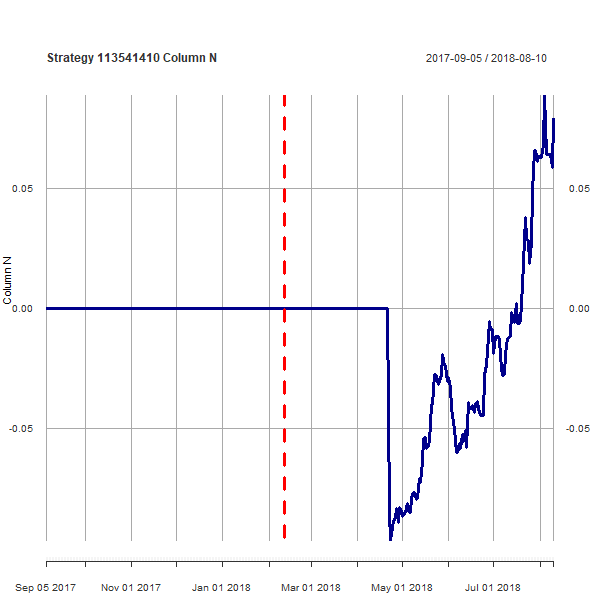 Strategy 113541410 Column N
2017-09-05 / 2018-08-10
0.05
0.05
0.00
0.00
-0.05
-0.05
Column N
Sep 05 2017
Nov 01 2017
Jan 01 2018
Mar 01 2018
May 01 2018
Jul 01 2018